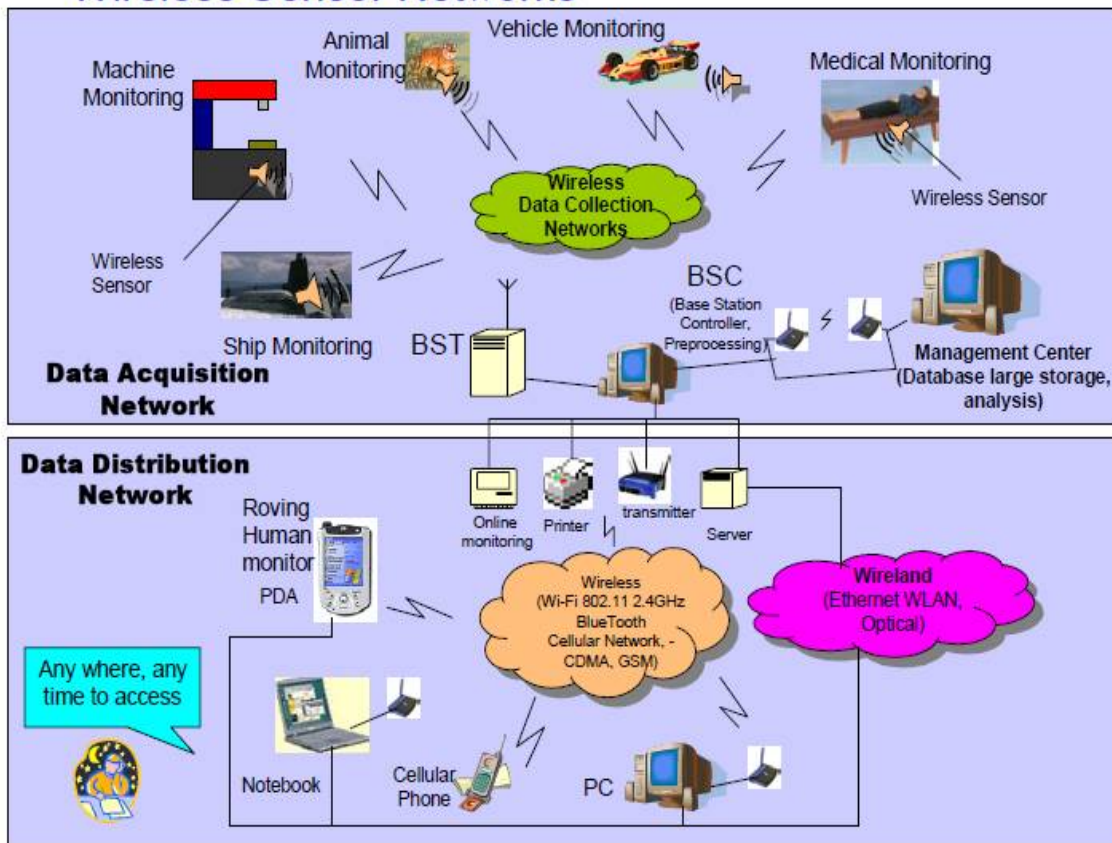 Wireless Sensor Networks
Machine
Monitoring
Animal
Monitoring
Vehicle Monitoring
Medical Monitoring
Wireless
Data Collection
Networks
Wireless Sensor
Wireless
Sensor
Ship Monitoring
BST
BSC
(Base Station
Controller,
Preprocessing)
Management Center
(Database large storage,
analysis)
Data Acquisition
Network
Data Distribution
Network
Roving
Human
monitor
PDA
Online
monitoring
Printer
transmitter
Server
Wireless
(Wi-Fi 802.11 2.4GHz
BlueTooth
Cellular Network, -
CDMA, GSM)
Wireland
(Ethernet WLAN,
Optical)
Any where, any
time to access
Notebook
Cellular
Phone
PC